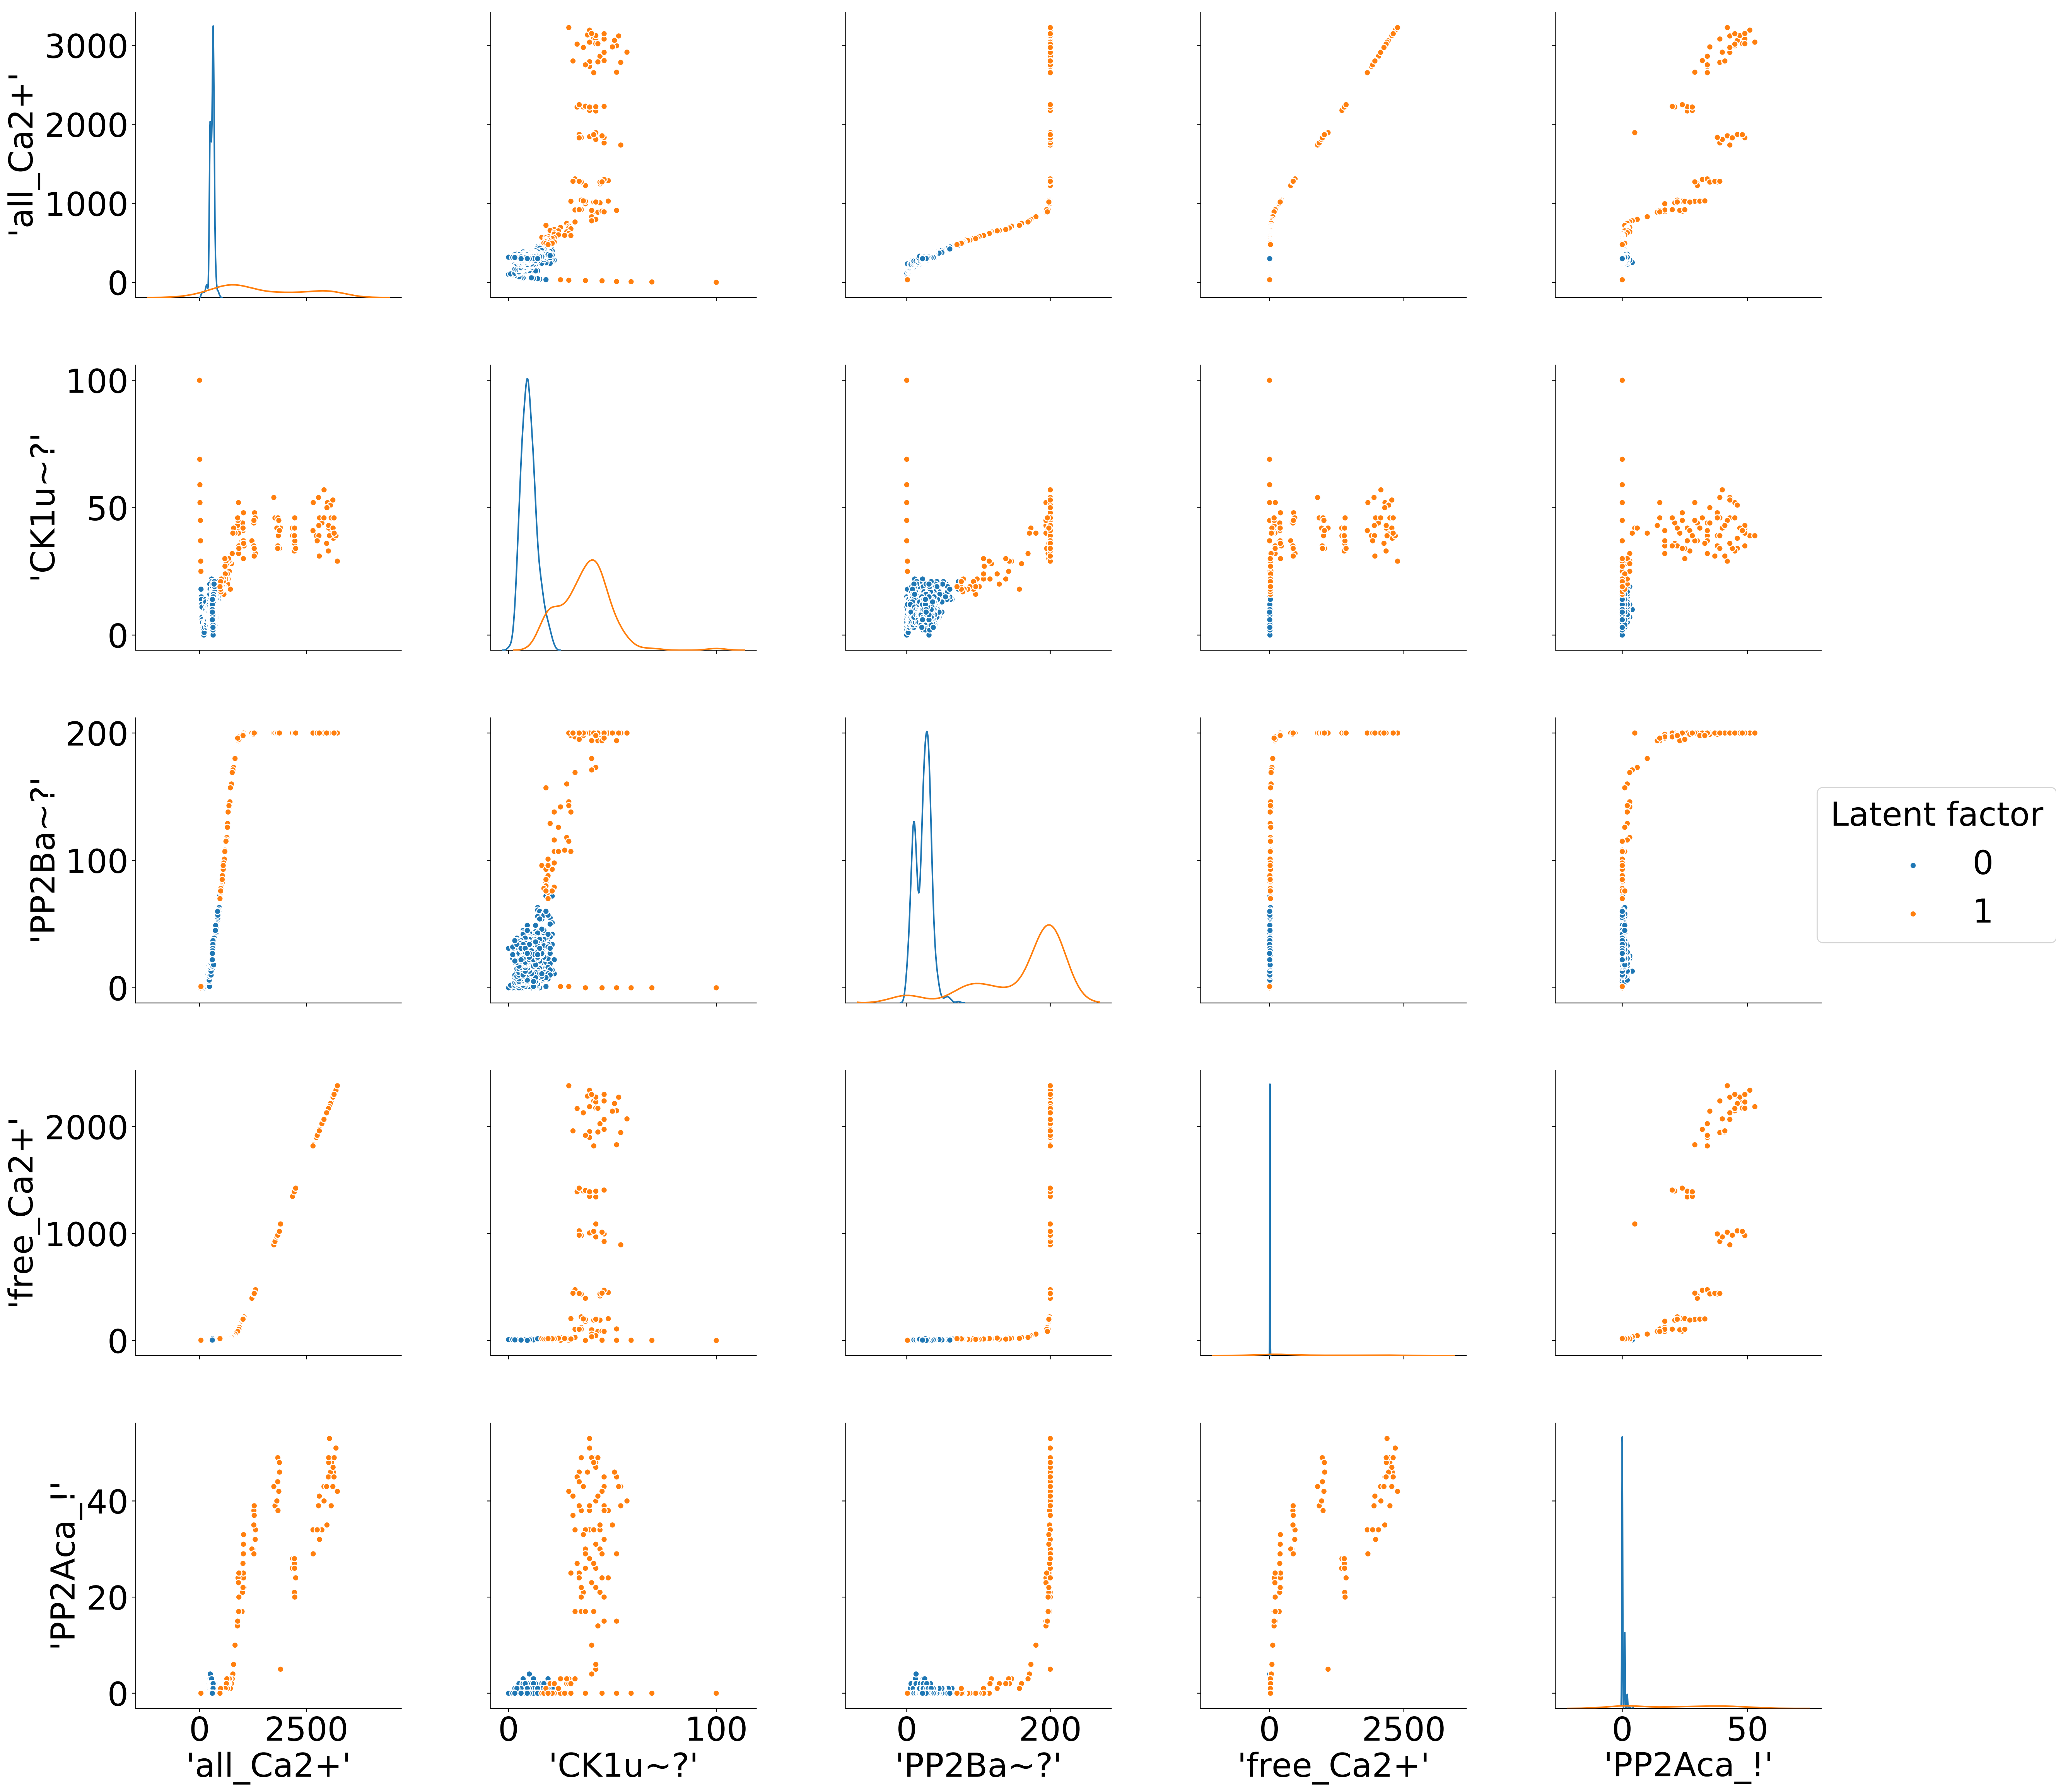 'all_Ca2+'
3000
2000
1000
0
'CK1u~?'
100
50
0
'PP2Ba~?'
200
100
0
Latent factor
0
1
'free_Ca2+'
2000
1000
0
'PP2Aca_!'
40
20
0
0 2500 0 100 0 200 0 2500 0 50
'all_Ca2+' 'CK1u~?' 'PP2Ba~?' 'free_Ca2+' 'PP2Aca_!'